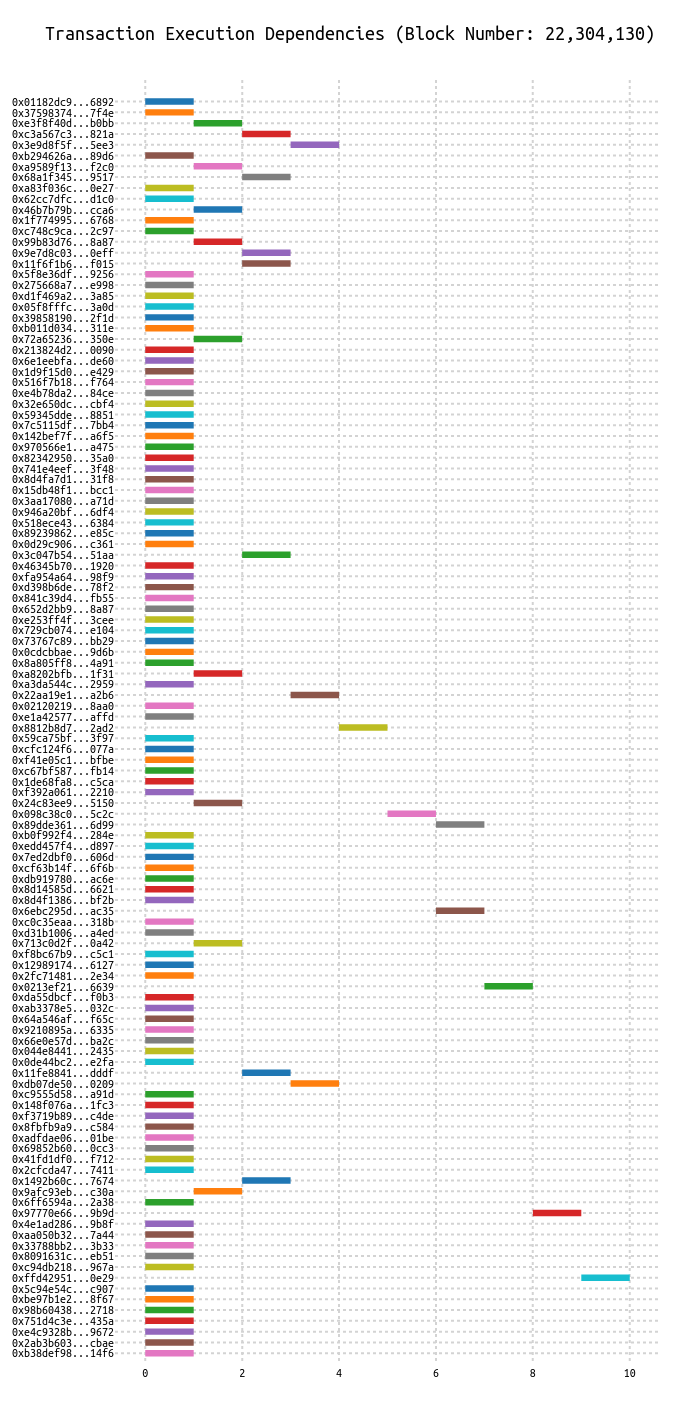 Transaction Execution Dependencies (Block Number: 22,304,130)
0x01182dc9...6892
0x37598374...7f4e
0xe3f8f40d...b0bb
0xc3a567c3...821a
0x3e9d8f5f...5ee3
0xb294626a...89d6
0xa9589f13...f2c0
0x68a1f345...9517
0xa83f036c...0e27
0x62cc7dfc...d1c0
0x46b7b79b...cca6
0x1f774995...6768
0xc748c9ca...2c97
0x99b83d76...8a87
0x9e7d8c03...0eff
0x11f6f1b6...f015
0x5f8e36df...9256
0x275668a7...e998
0xd1f469a2...3a85
0x05f8fffc...3a0d
0x39858190...2f1d
0xb011d034...311e
0x72a65236...350e
0x213824d2...0090
0x6e1eebfa...de60
0x1d9f15d0...e429
0x516f7b18...f764
0xe4b78da2...84ce
0x32e650dc...cbf4
0x59345dde...8851
0x7c5115df...7bb4
0x142bef7f...a6f5
0x970566e1...a475
0x82342950...35a0
0x741e4eef...3f48
0x8d4fa7d1...31f8
0x15db48f1...bcc1
0x3aa17080...a71d
0x946a20bf...6df4
0x518ece43...6384
0x89239862...e85c
0x0d29c906...c361
0x3c047b54...51aa
0x46345b70...1920
0xfa954a64...98f9
0xd398b6de...78f2
0x841c39d4...fb55
0x652d2bb9...8a87
0xe253ff4f...3cee
0x729cb074...e104
0x73767c89...bb29
0x0cdcbbae...9d6b
0x8a805ff8...4a91
0xa8202bfb...1f31
0xa3da544c...2959
0x22aa19e1...a2b6
0x02120219...8aa0
0xe1a42577...affd
0x8812b8d7...2ad2
0x59ca75bf...3f97
0xcfc124f6...077a
0xf41e05c1...bfbe
0xc67bf587...fb14
0x1de68fa8...c5ca
0xf392a061...2210
0x24c83ee9...5150
0x098c38c0...5c2c
0x89dde361...6d99
0xb0f992f4...284e
0xedd457f4...d897
0x7ed2dbf0...606d
0xcf63b14f...6f6b
0xdb919780...ac6e
0x8d14585d...6621
0x8d4f1386...bf2b
0x6ebc295d...ac35
0xc0c35eaa...318b
0xd31b1006...a4ed
0x713c0d2f...0a42
0xf8bc67b9...c5c1
0x12989174...6127
0x2fc71481...2e34
0x0213ef21...6639
0xda55dbcf...f0b3
0xab3378e5...032c
0x64a546af...f65c
0x9210895a...6335
0x66e0e57d...ba2c
0x044e8441...2435
0x0de44bc2...e2fa
0x11fe8841...dddf
0xdb07de50...0209
0xc9555d58...a91d
0x148f076a...1fc3
0xf3719b89...c4de
0x8fbfb9a9...c584
0xadfdae06...01be
0x69852b60...0cc3
0x41fd1df0...f712
0x2cfcda47...7411
0x1492b60c...7674
0x9afc93eb...c30a
0x6ff6594a...2a38
0x97770e66...9b9d
0x4e1ad286...9b8f
0xaa050b32...7a44
0x33788bb2...3b33
0x8091631c...eb51
0xc94db218...967a
0xffd42951...0e29
0x5c94e54c...c907
0xbe97b1e2...8f67
0x98b60438...2718
0x751d4c3e...435a
0xe4c9328b...9672
0x2ab3b603...cbae
0xb38def98...14f6
0 2 4 6 8 10